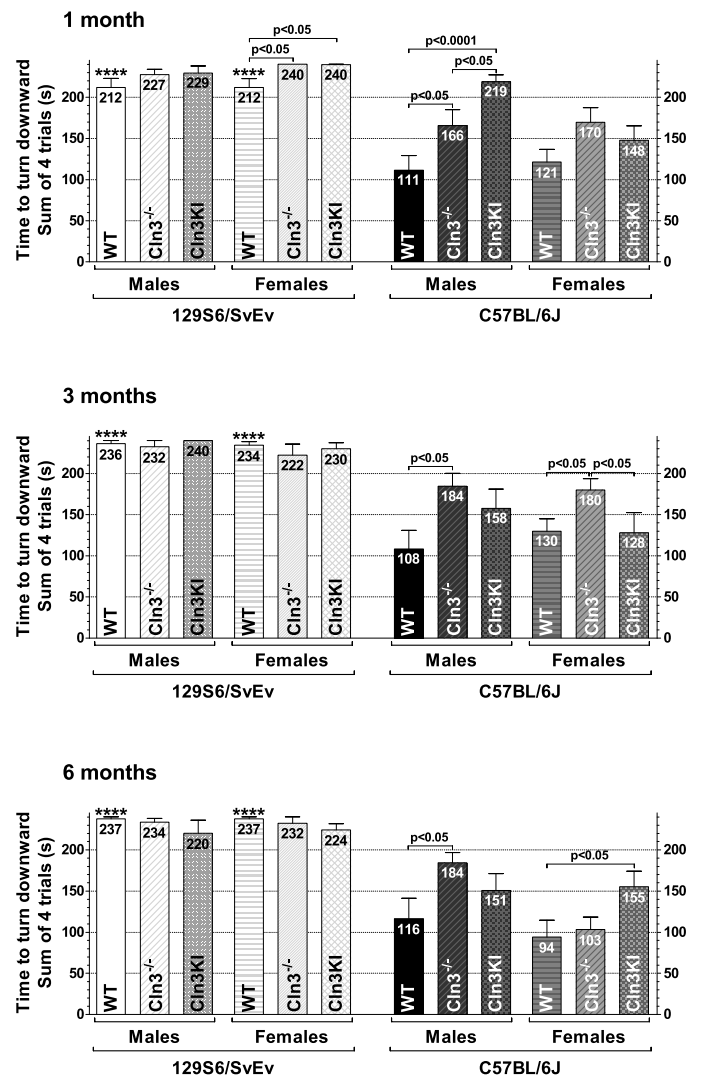 1 month
Time to turn downward
Sum of 4 trials (s)
p<0.05
p<0.05
p<0.0001
p<0.05
p<0.05
**** ****
200 150 100 50 0
212 227 229 212 240 240 111 166 219 121 170 148
WT Cln3-/- Cln3KI WT Cln3-/- Cln3KI WT Cln3-/- Cln3KI WT Cln3-/- Cln3KI
200 150 100 50 0
Males Females Males Females
129S6/SvEv C57BL/6J
3 months
Time to turn downward
Sum of 4 trials (s)
p<0.05 p<0.05 p<0.05
**** ****
200 150 100 50 0
236 232 240 234 222 230 108 184 158 130 180 128
WT Cln3-/- Cln3KI WT Cln3-/- Cln3KI WT Cln3-/- Cln3KI WT Cln3-/- Cln3KI
200 150 100 50 0
Males Females Males Females
129S6/SvEv C57BL/6J
6 months
Time to turn downward
Sum of 4 trials (s)
p<0.05 p<0.05
**** ****
200 150 100 50 0
237 234 220 237 232 224 116 184 151 94 103 155
WT Cln3-/- Cln3KI WT Cln3-/- Cln3KI WT Cln3-/- Cln3KI WT Cln3-/- Cln3KI
200 150 100 50 0
Males Females Males Females
129S6/SvEv C57BL/6J